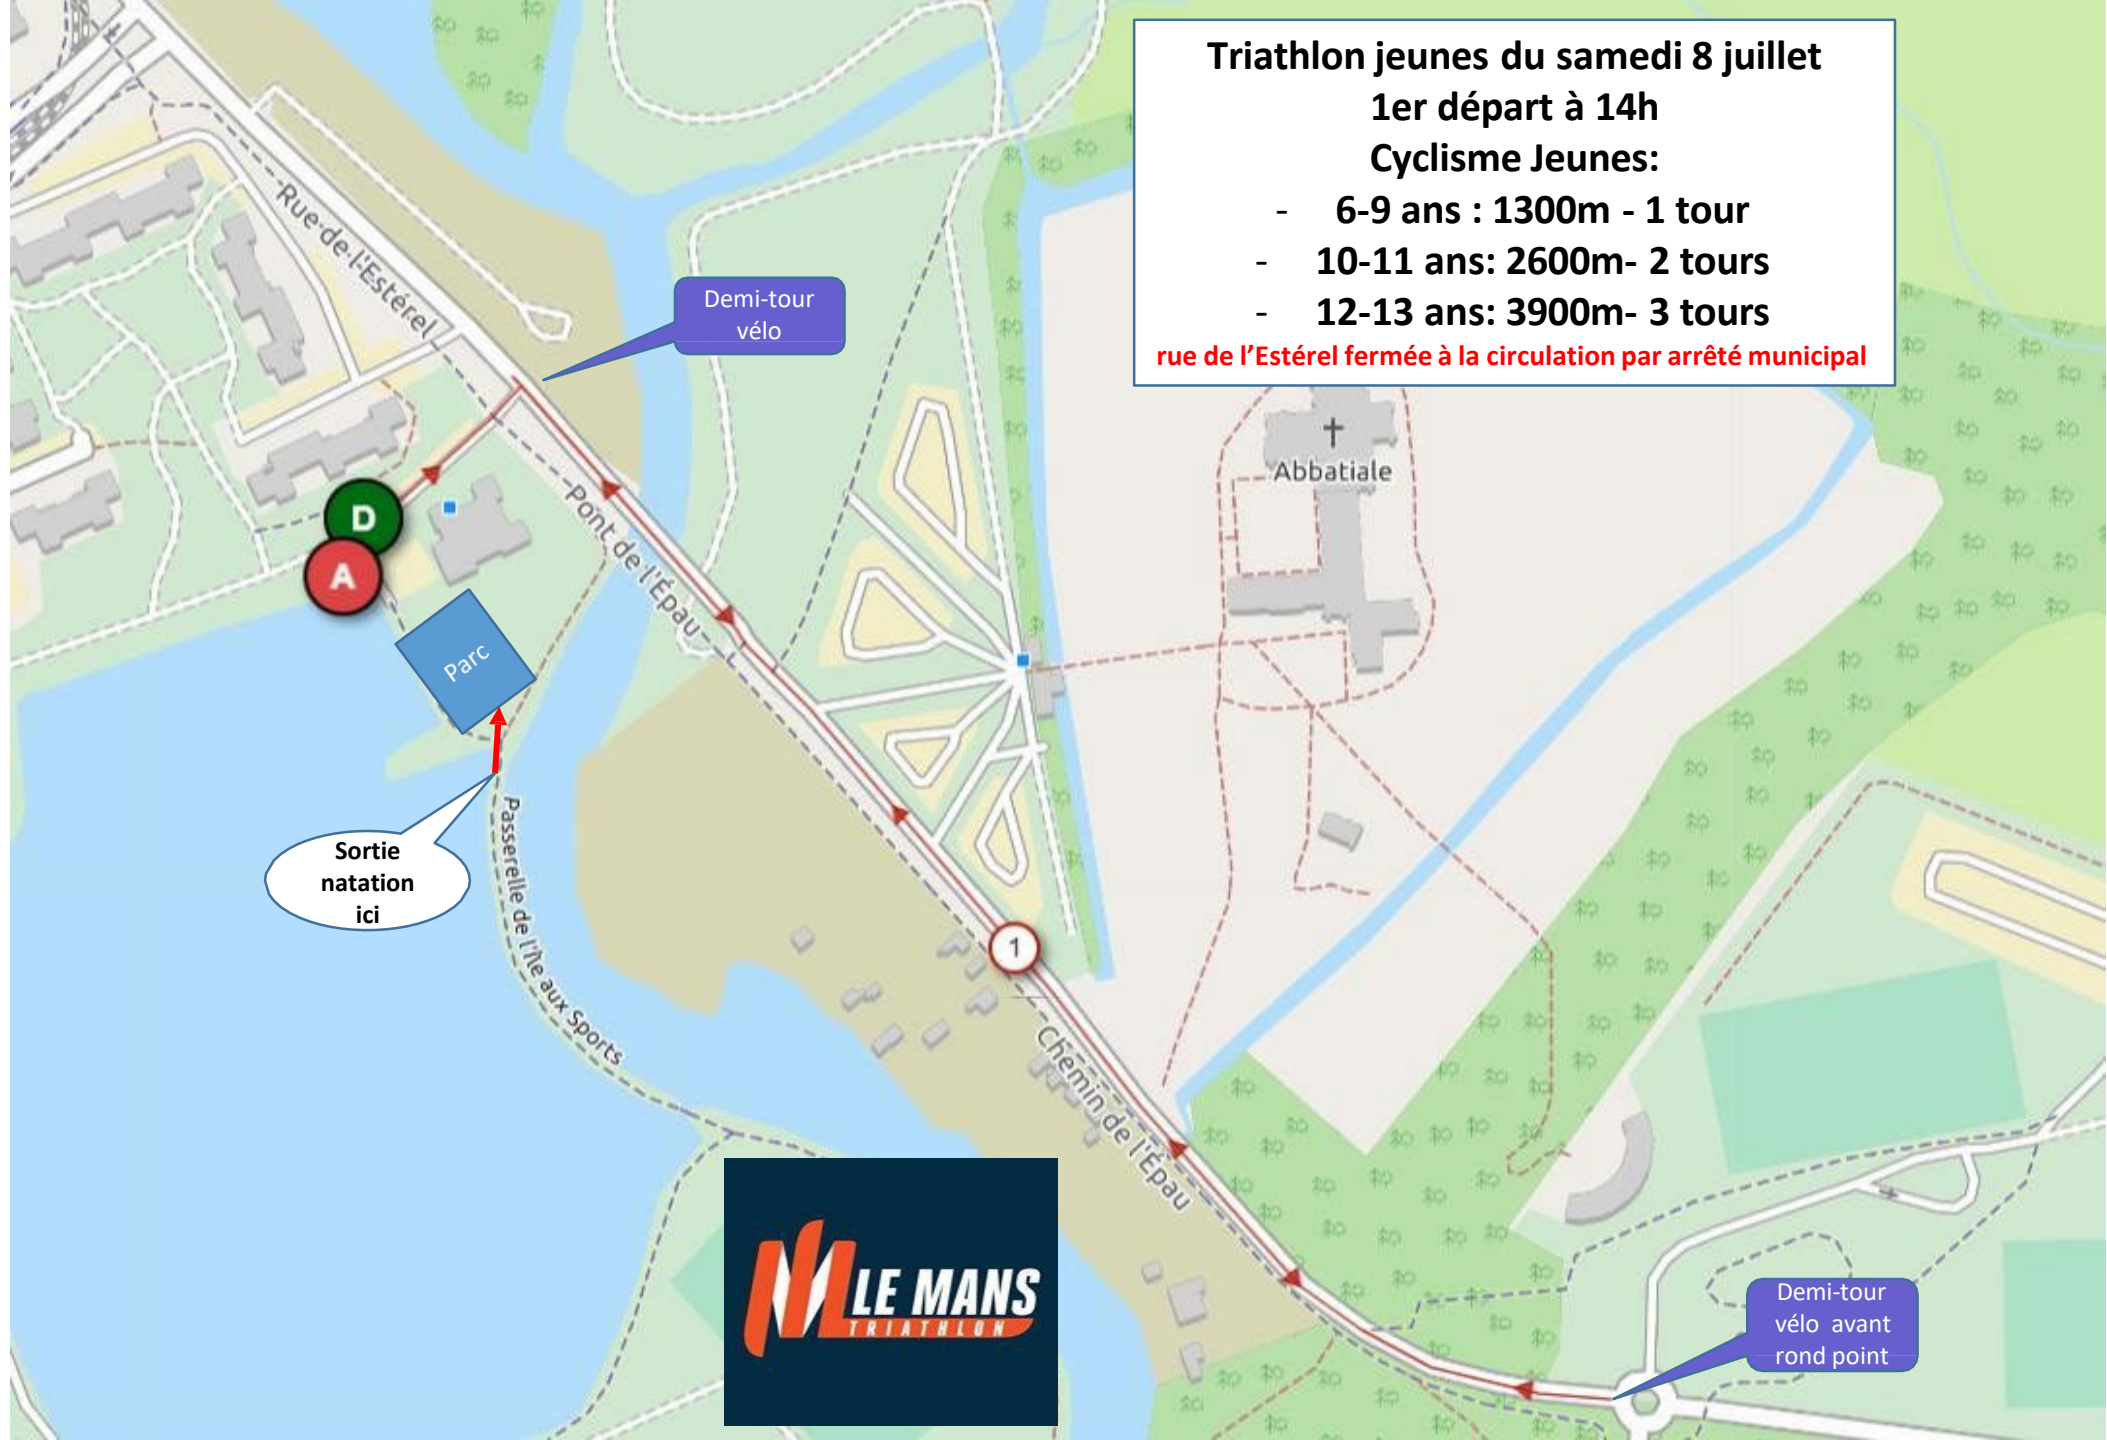 Triathlon jeunes du samedi 8 juillet
1er départ à 14h
Cyclisme Jeunes:
- 6-9 ans : 1300m - 1 tour
- 10-11 ans: 2600m- 2 tours
- 12-13 ans: 3900m- 3 tours
rue de l’Estérel fermée à la circulation par arrêté municipal
Rue de l'Estérel
Demi-tour
vélo
Abbatiale
D
A
Pont de l'Épau
Parc
Sortie
natation
ici
Passerelle de l'Île aux Sports
1
Chemin de l'Épau
LE MANS
TRIATHLON
Demi-tour
vélo avant
rond point